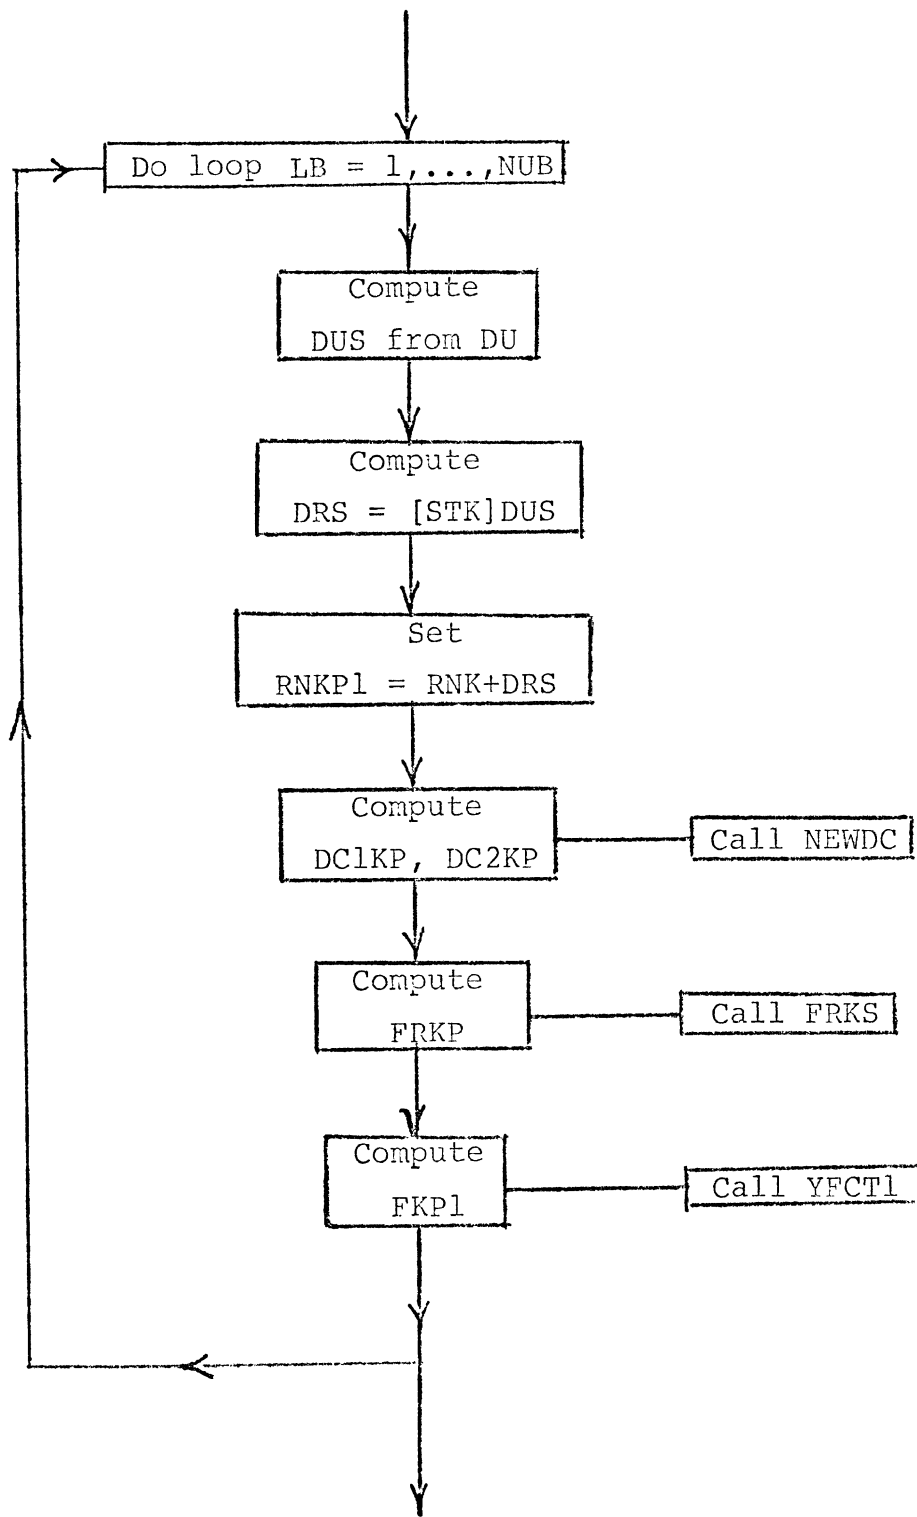 Do loop LB = 1,...,NUB
Compute
DUS from DU
Compute
DRS = [STK]DUS
Set
RNKP1 = RNK+DRS
Compute
DC1KP, DC2KP
Call NEWDC
Compute
FRKP
Call FRKS
Compute
FKP1
Call YFCT1